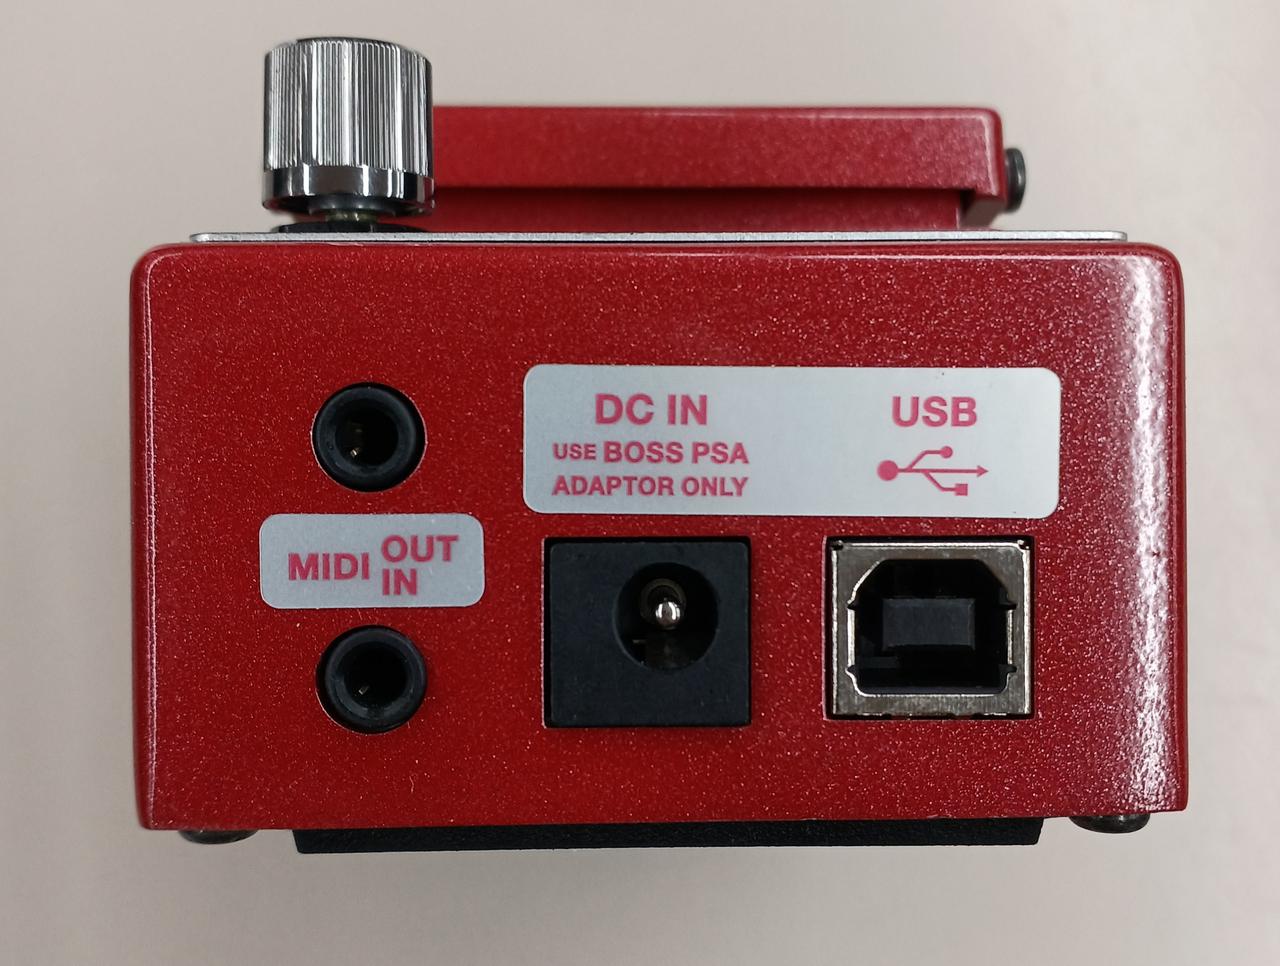 DC IN
USE BOSS PSA
ADAPTOR ONLY
USB
MIDI OUT
IN